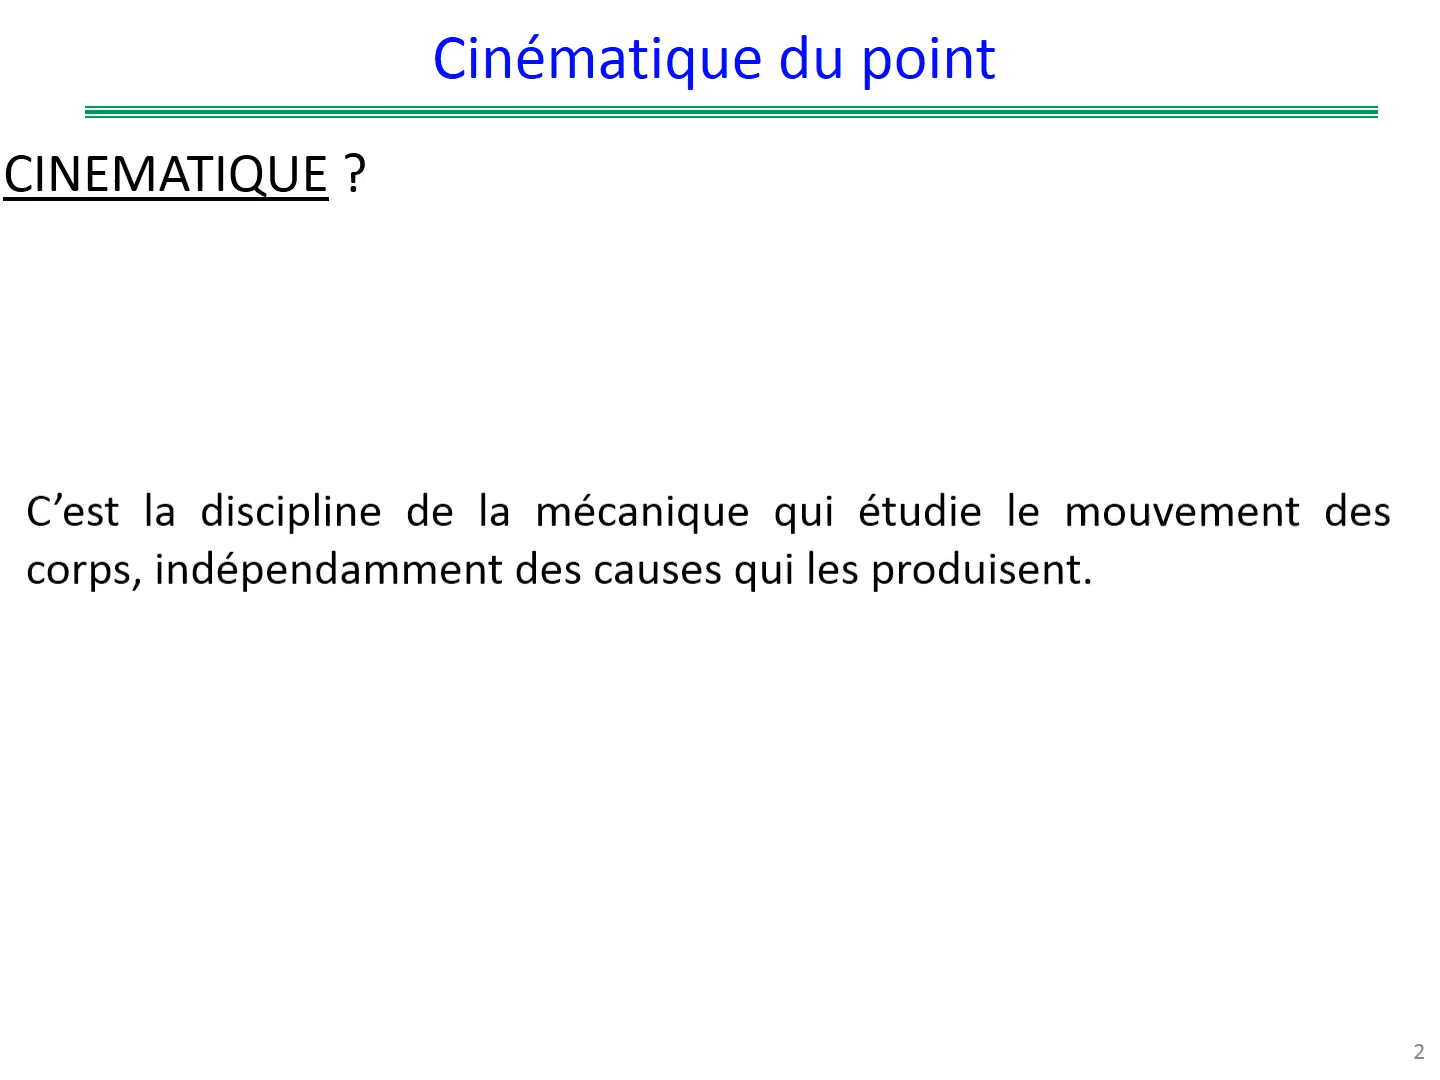 Cinématique du point
CINEMATIQUE ?
C’est la discipline de la mécanique qui étudie le mouvement des
corps, indépendamment des causes qui les produisent.
2